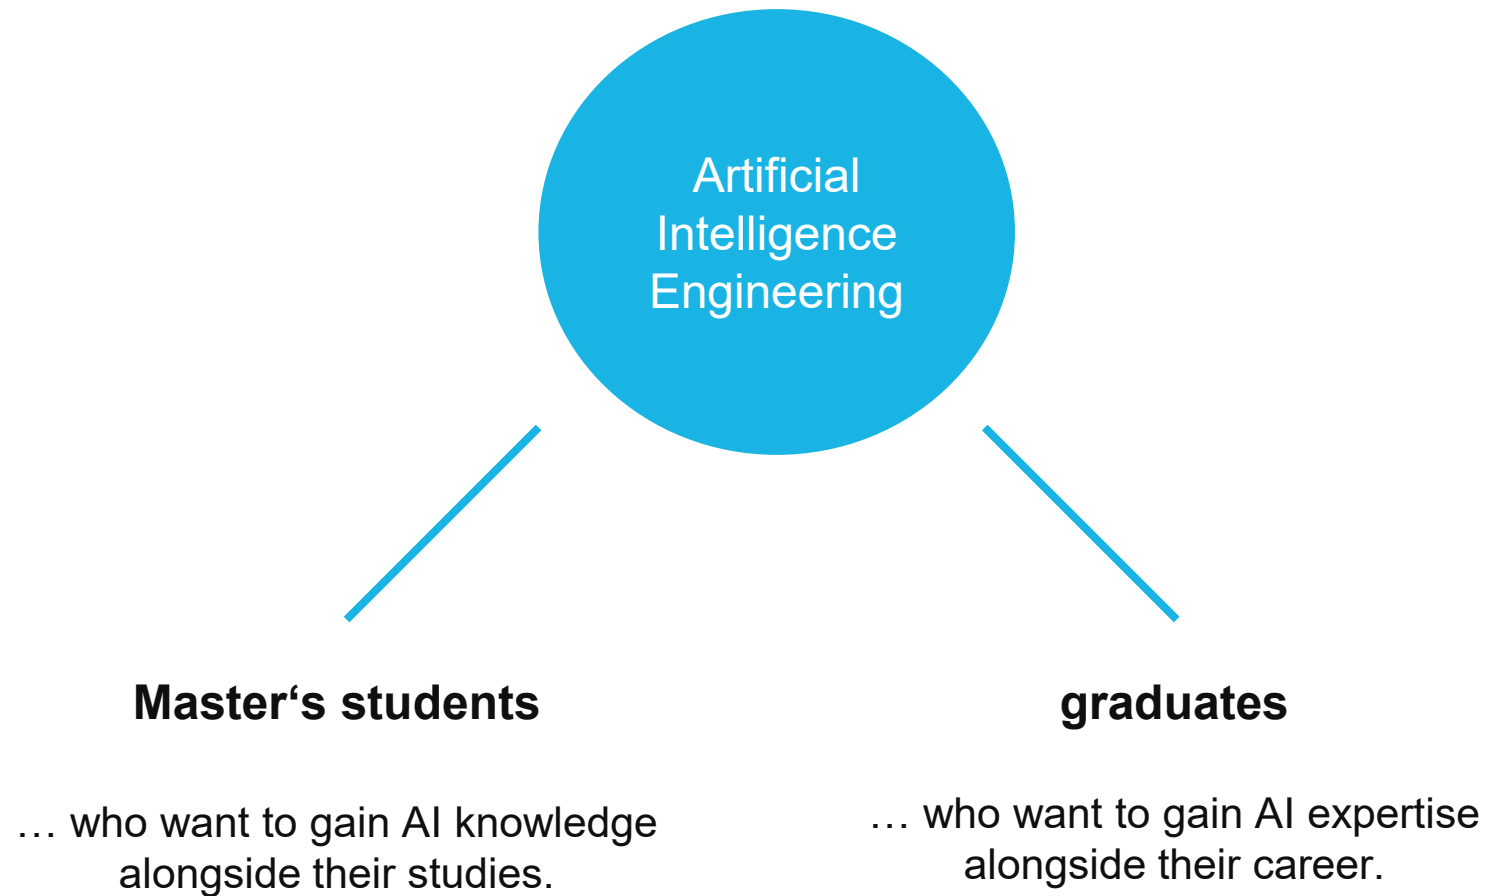 Artificial
Intelligence
Engineering
Master‘s students
… who want to gain AI knowledge
alongside their studies.
graduates
… who want to gain AI expertise
alongside their career.